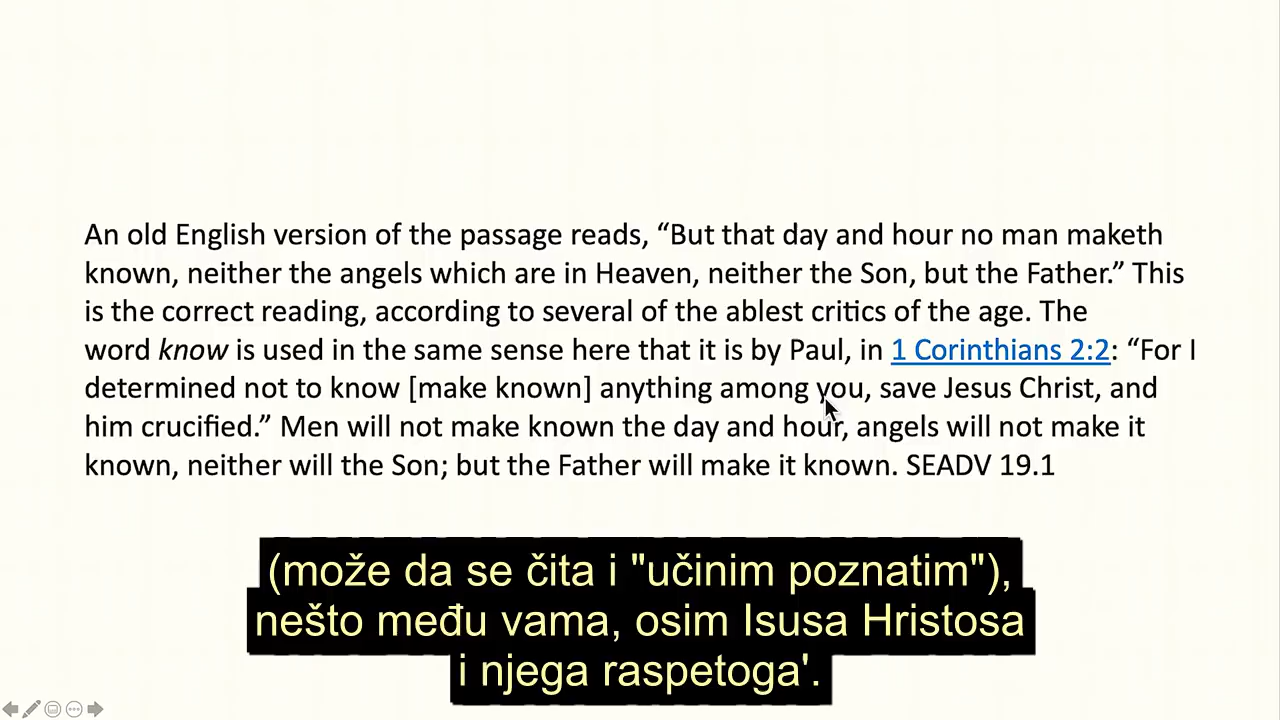 An old English version of the passage reads, “But that day and hour no man maketh
known, neither the angels which are in Heaven, neither the Son, but the Father.” This
is the correct reading, according to several of the ablest critics of the age. The
word know is used in the same sense here that it is by Paul, in 1 Corinthians 2:2: “For I
determined not to know [make known] anything among you, save Jesus Christ, and
him crucified.” Men will not make known the day and hour, angels will not make it
known, neither will the Son; but the Father will make it known. SEADV 19.1
(može da se čita i "učinim poznatim"),
nešto među vama, osim Isusa Hristosa
i njega raspetoga'.